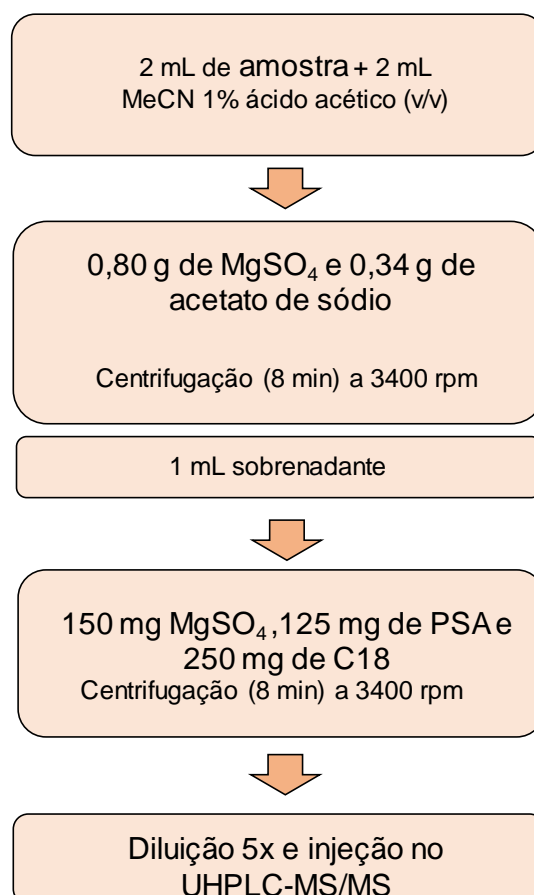 2 mL de amostra + 2 mL
MeCN 1% ácido acético (v/v)
0,80 g de MgSO₄ e 0,34 g de
acetato de sódio
Centrifugação (8 min) a 3400 rpm
1 mL sobrenadante
150 mg MgSO₄ ,125 mg de PSA e
250 mg de C18
Centrifugação (8 min) a 3400 rpm
Diluição 5x e injeção no
UHPLC-MS/MS